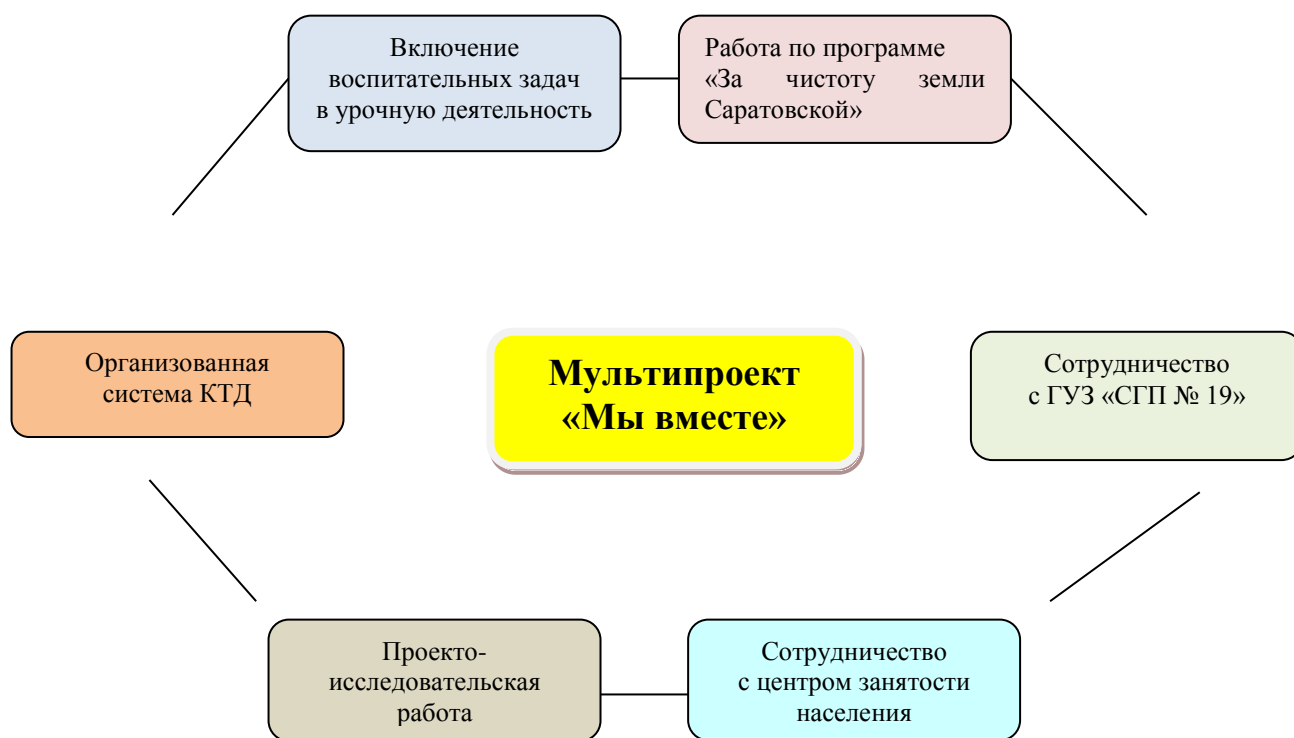 Включение
воспитательных задач
в урочную деятельность
Работа по программе
«За чистоту земли
Саратовской»
Организованная
система КТД
Мультипроект
«Мы вместе»
Сотрудничество
с ГУЗ «СГП № 19»
Проекто-
исследовательская
работа
Сотрудничество
с центром занятости
населения